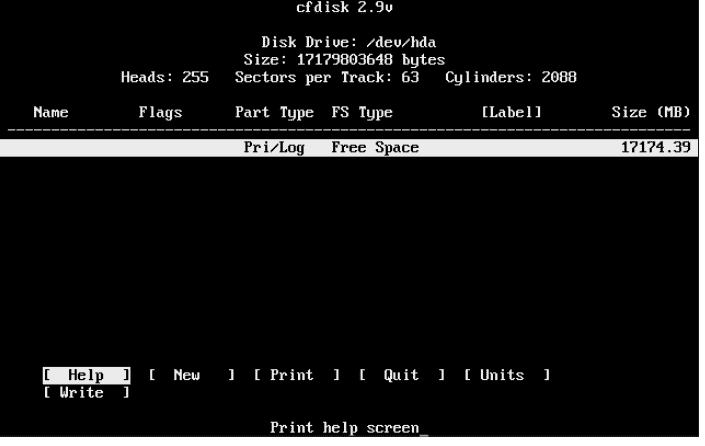 cfdisk 2.9v
Disk Drive: /dev/hda
Size: 17179803648 bytes
Heads: 255   Sectors per Track: 63   Cylinders: 2088
Name   Flags   Part Type   FS Type   [Label]   Size (MB)
Pri/Log   Free Space   17174.39
[ Help ] [ New ] [ Print ] [ Quit ] [ Units ]
[ Write ]
Print help screen_